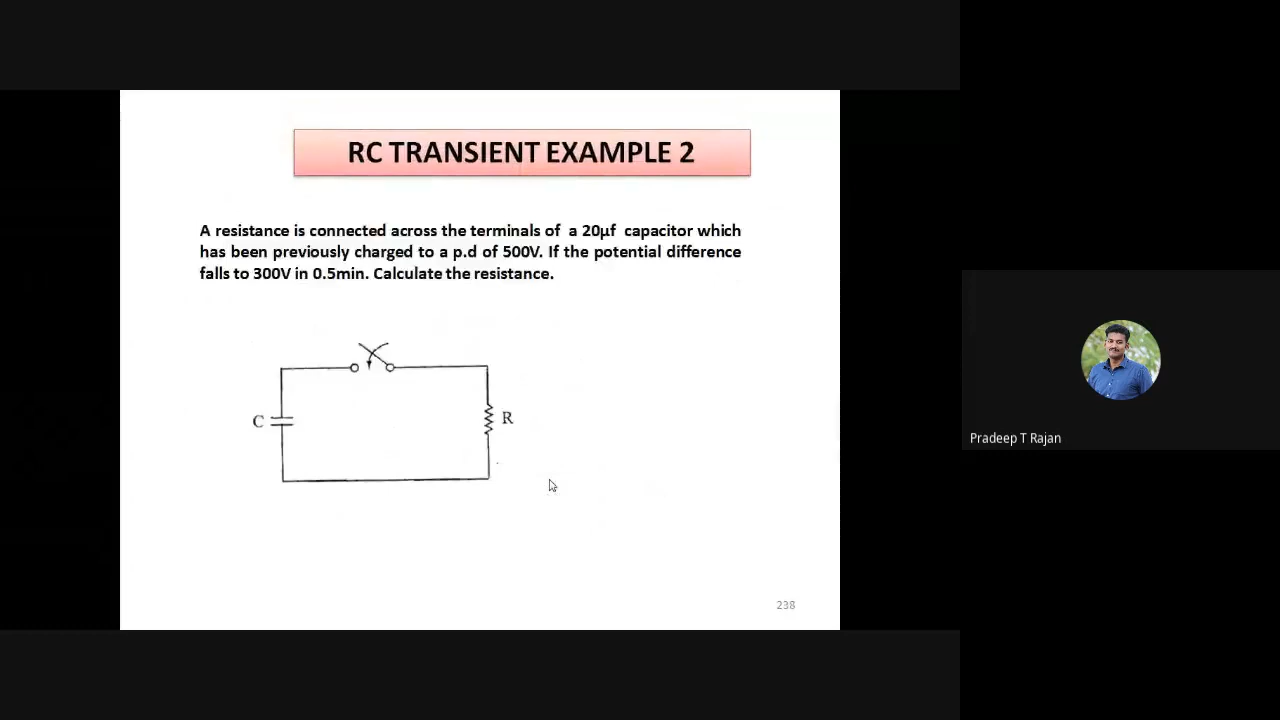 RC TRANSIENT EXAMPLE 2
A resistance is connected across the terminals of a 20µf capacitor which
has been previously charged to a p.d of 500V. If the potential difference
falls to 300V in 0.5min. Calculate the resistance.
C
R
238
Pradeep T Rajan